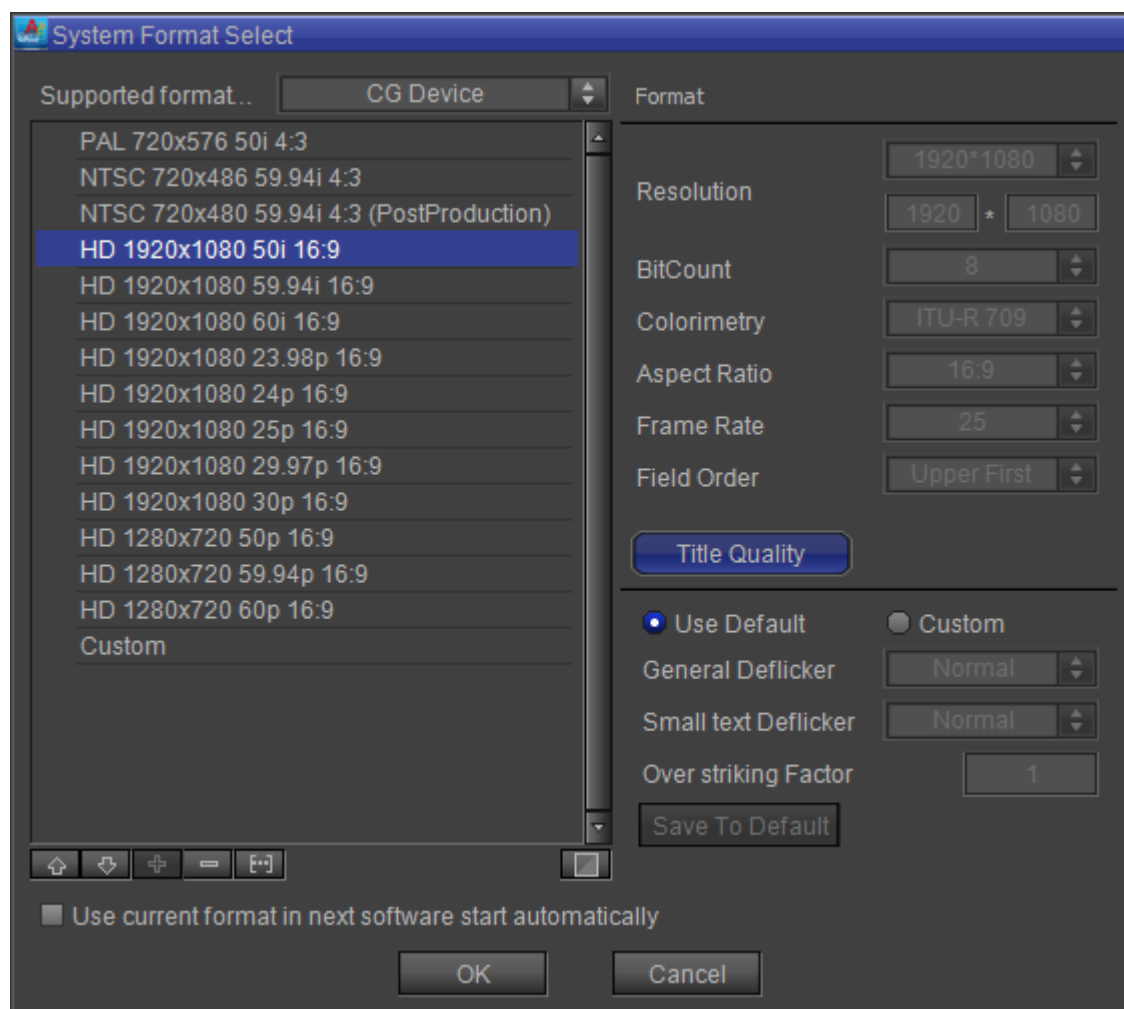 System Format Select
Supported format... CG Device
PAL 720x576 50i 4:3
NTSC 720x486 59.94i 4:3
NTSC 720x480 59.94i 4:3 (PostProduction)
HD 1920x1080 50i 16:9
HD 1920x1080 59.94i 16:9
HD 1920x1080 60i 16:9
HD 1920x1080 23.98p 16:9
HD 1920x1080 24p 16:9
HD 1920x1080 25p 16:9
HD 1920x1080 29.97p 16:9
HD 1920x1080 30p 16:9
HD 1280x720 50p 16:9
HD 1280x720 59.94p 16:9
HD 1280x720 60p 16:9
Custom
Format
Resolution 1920*1080
1920 * 1080
BitCount 8
Colorimetry ITU-R 709
Aspect Ratio 16:9
Frame Rate 25
Field Order Upper First
Title Quality
Use Default Custom
General Deflicker Normal
Small text Deflicker Normal
Over striking Factor 1
Save To Default
Use current format in next software start automatically
OK Cancel